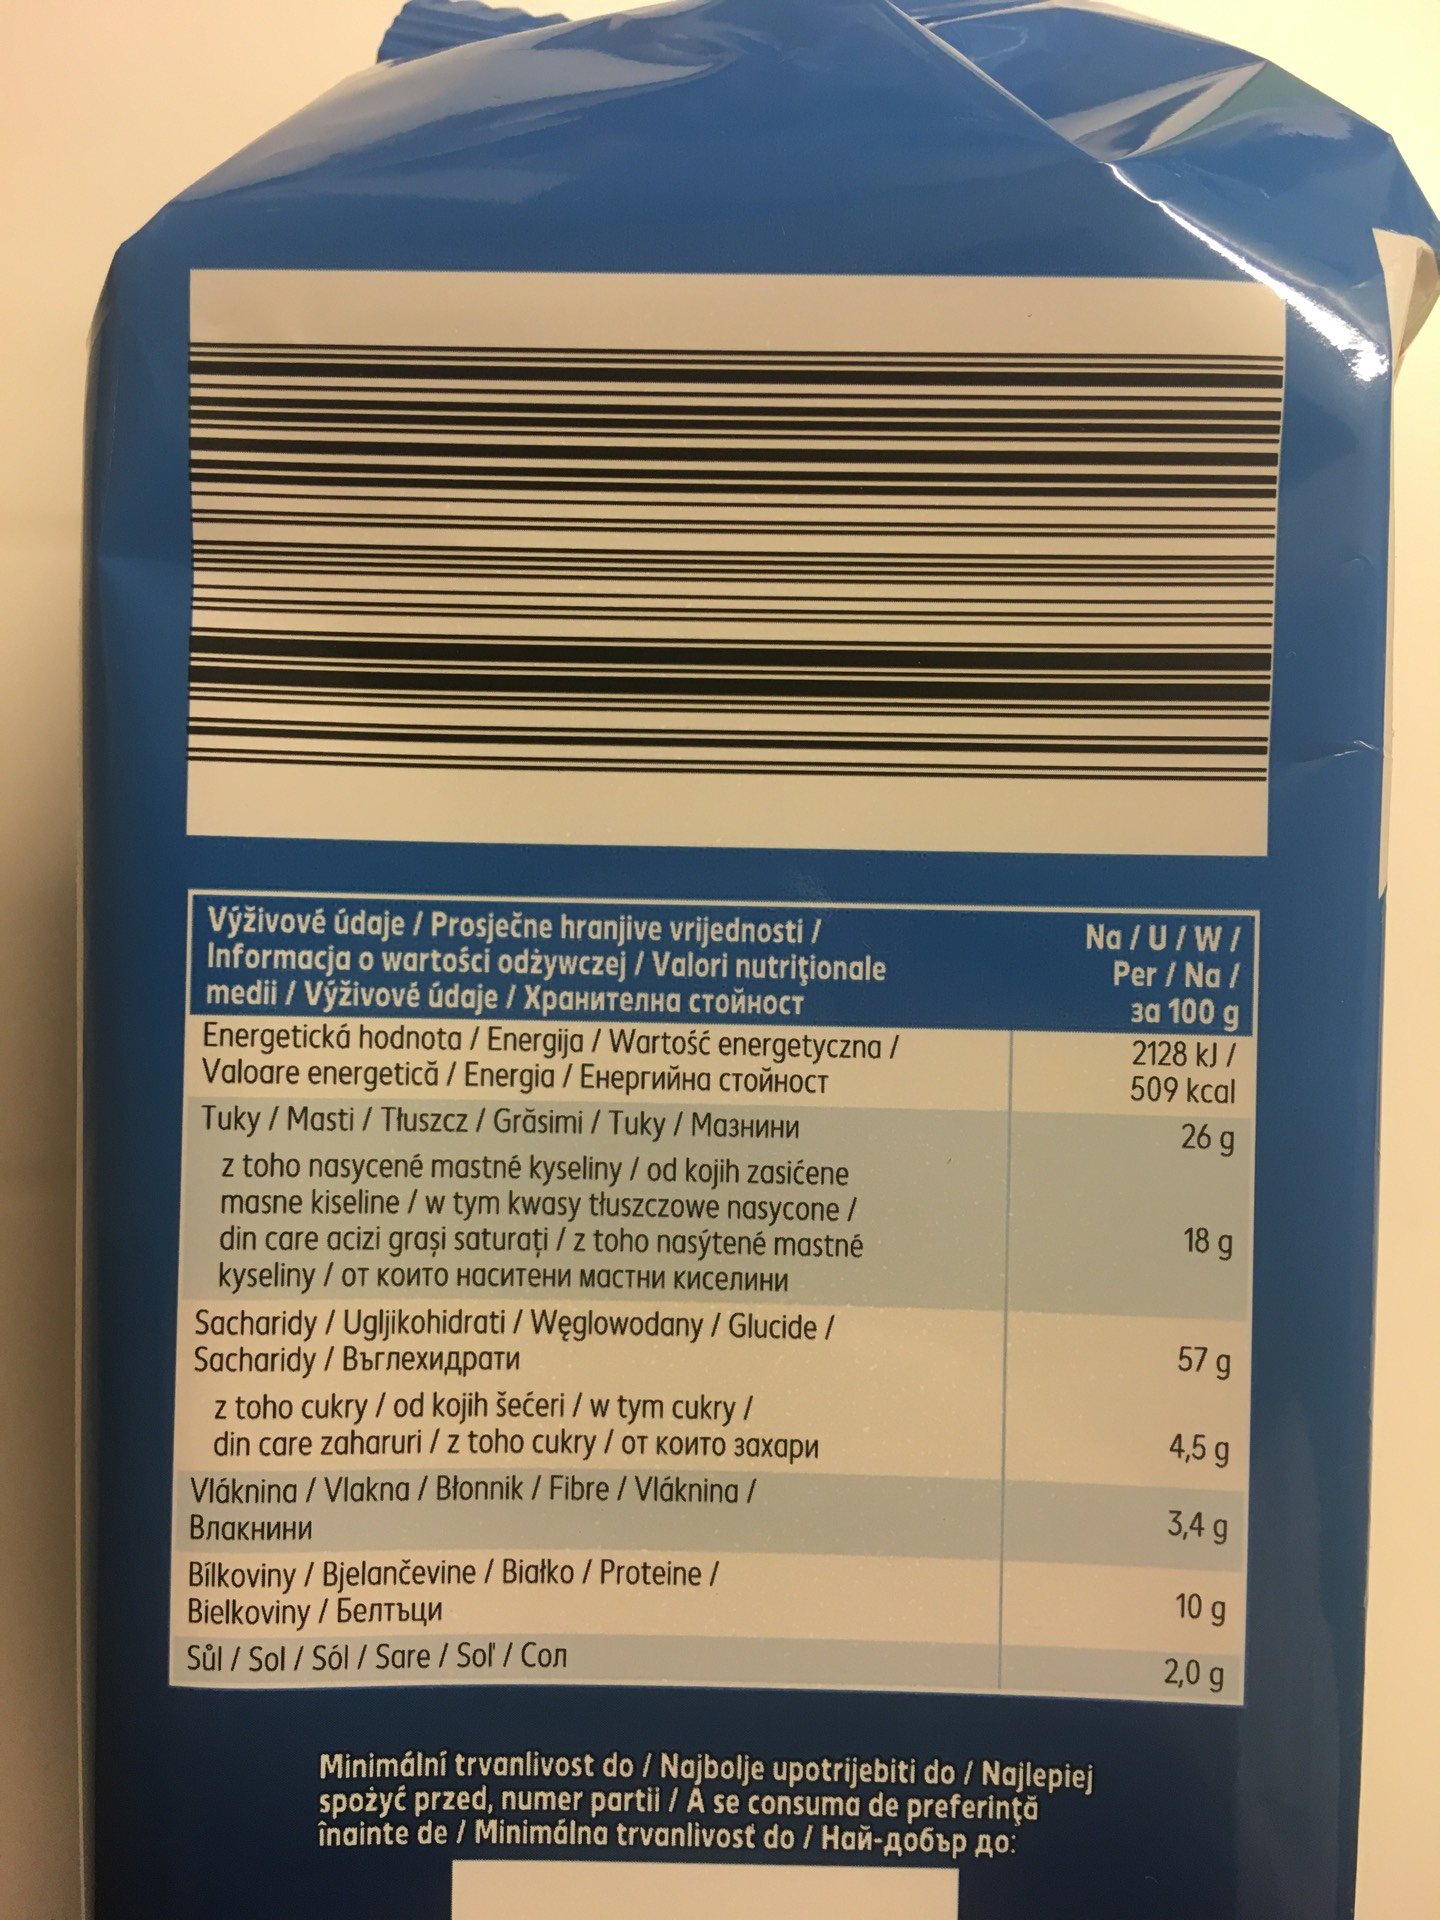 Výživové údaje / Prosječne hranjive vrijednosti /
Informacja o wartości odżywczej / Valori nutriţionale
medii / Výživové údaje / Хранителна стойност
Na / U / W /
Per / Na /
за 100 g
Energetická hodnota / Energija / Wartość energetyczna /
Valoare energetică / Energia / Енергийна стойност
2128 kJ /
509 kcal
Tuky / Masti / Tłuszcz / Grăsimi / Tuky / Мазнини
26 g
z toho nasycené mastné kyseliny / od kojih zasićene
masne kiseline / w tym kwasy tłuszczowe nasycone /
din care acizi grași saturați / z toho nasýtené mastné
kyseliny / от които наситени мастни киселини
18 g
Sacharidy / Ugljikohidrati / Węglowodany / Glucide /
Sacharidy / Въглехидрати
57 g
z toho cukry / od kojih šećeri / w tym cukry /
din care zaharuri / z toho cukry / от които захари
4,5 g
Vláknina / Vlakna / Błonnik / Fibre / Vláknina /
Влакнини
3,4 g
Bílkoviny / Bjelančevine / Białko / Proteine /
Bielkoviny / Белтъци
10 g
Sůl / Sol / Sól / Sare / Soľ / Сол
2,0 g
Minimální trvanlivost do / Najbolje upotrijebiti do / Najlepiej
spożyć przed, numer partii / A se consuma de preferinţă
înainte de / Minimálna trvanlivosť do / Най-добър до: